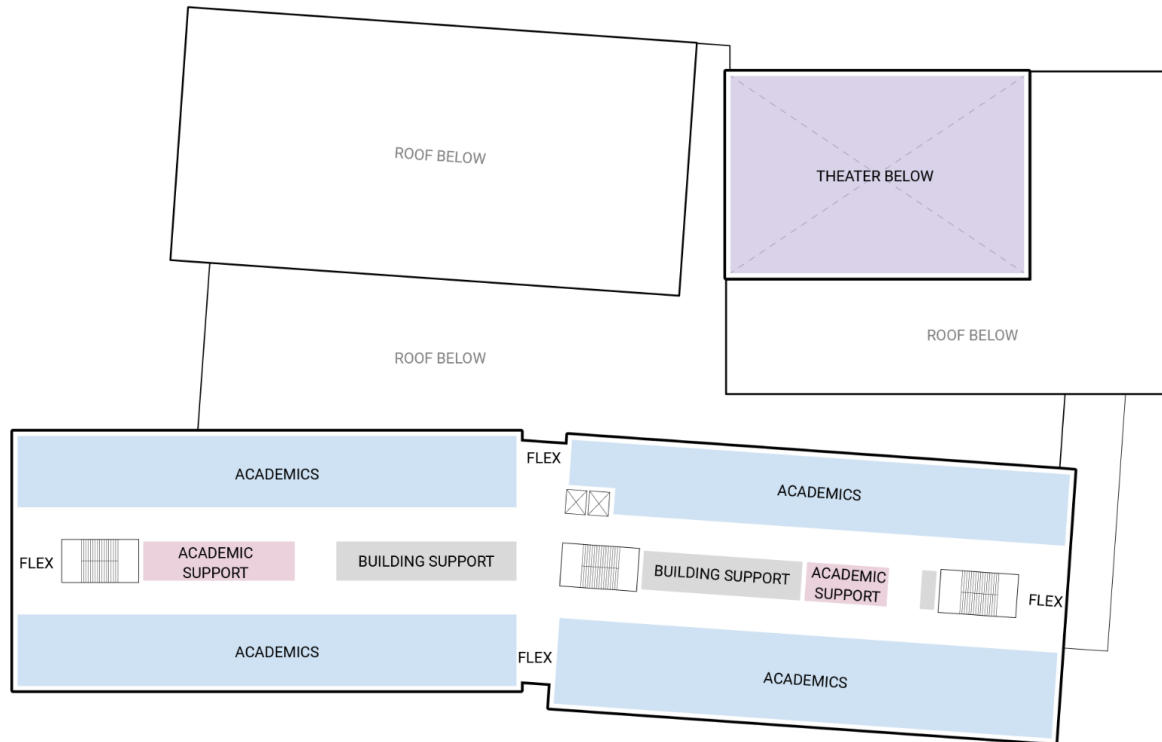 ROOF BELOW
THEATER BELOW
ROOF BELOW
ROOF BELOW
FLEX
ACADEMICS
ACADEMICS
ACADEMIC
SUPPORT
BUILDING SUPPORT
FLEX
BUILDING SUPPORT
ACADEMIC
SUPPORT
FLEX
ACADEMICS
FLEX
ACADEMICS